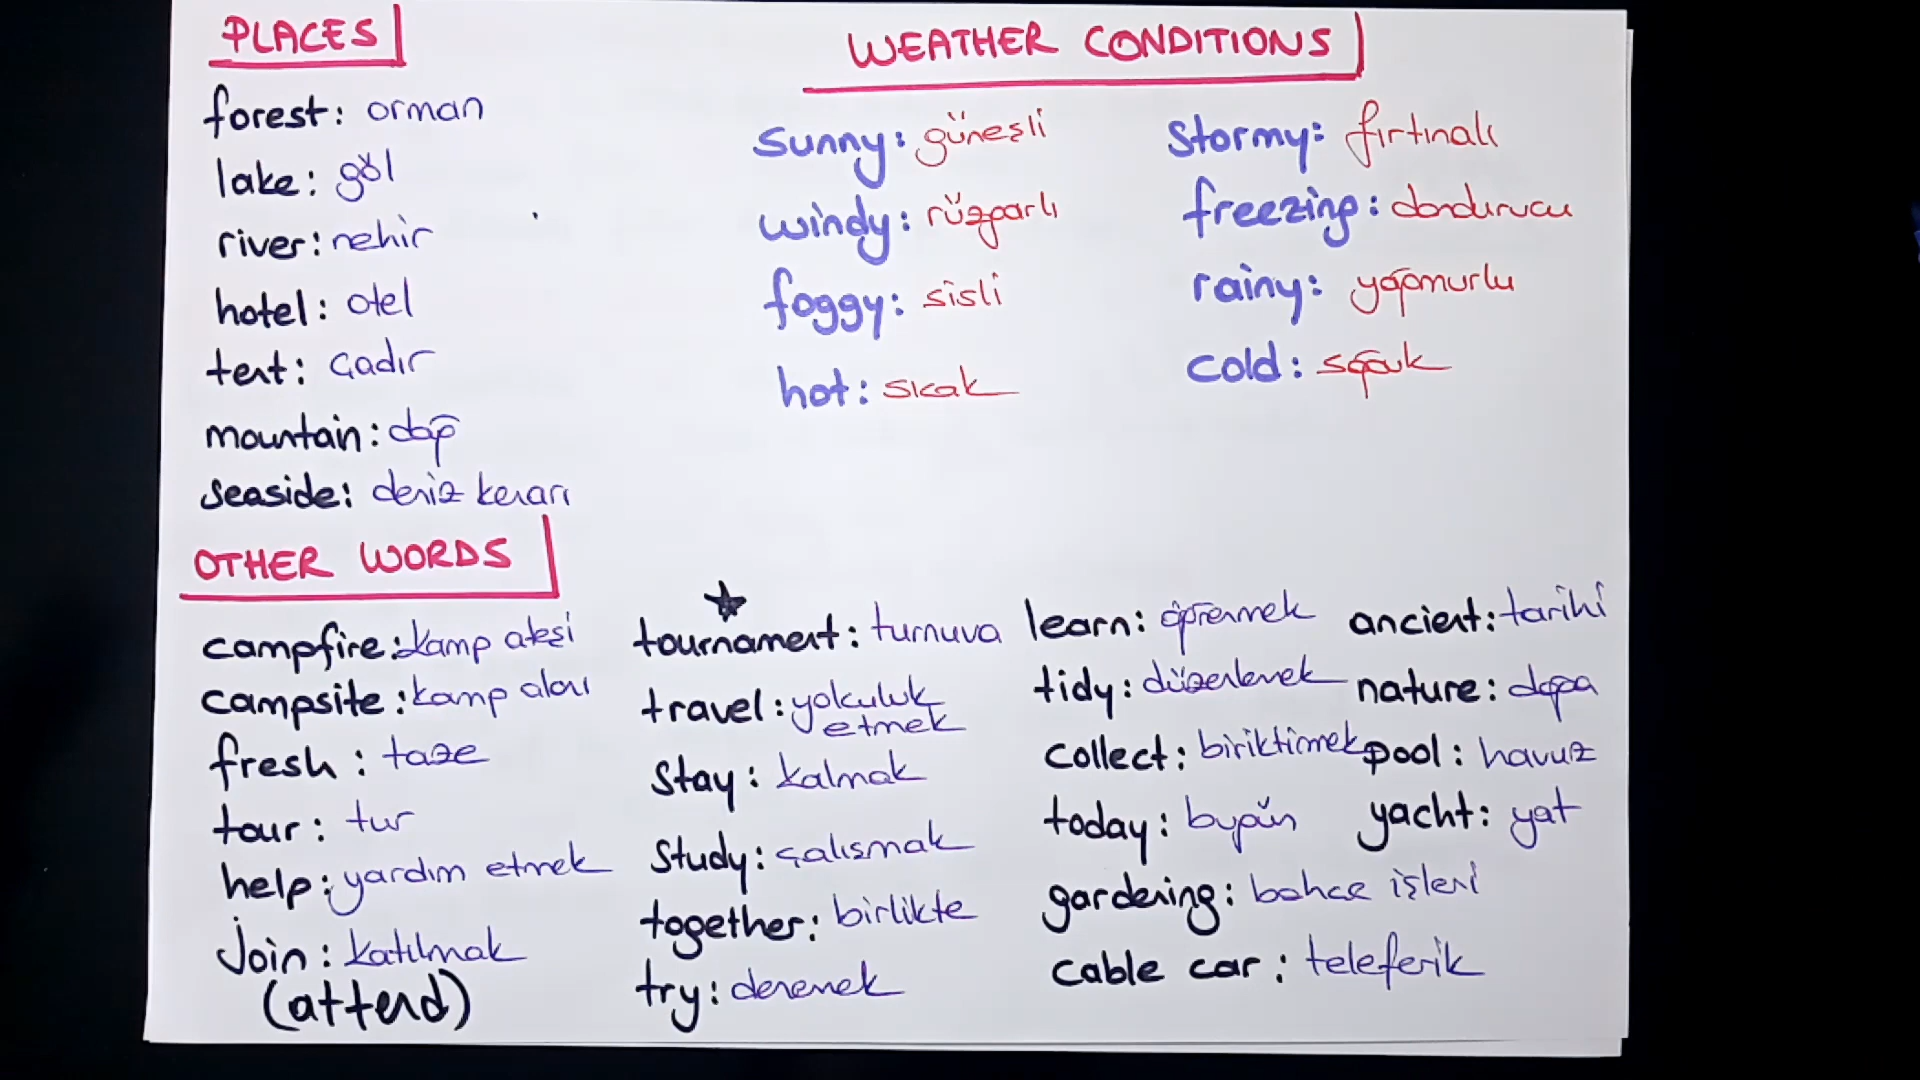 PLACES
forest: orman
lake: göl
river: nehir
hotel: otel
tent: çadır
mountain: dağ
seaside: deniz kenarı
WEATHER CONDITIONS
sunny: güneşli
windy: rüzgarlı
foggy: sisli
hot: sıcak
stormy: fırtınalı
freezing: dondurucu
rainy: yağmurlu
cold: soğuk
OTHER WORDS
campfire: kamp ateşi
campsite: kamp alanı
fresh: taze
tour: tur
help: yardım etmek
join: katılmak
(attend)
tournament: turnuva
travel: yolculuk
etmek
stay: kalmak
study: çalışmak
together: birlikte
try: denemek
learn: öğrenmek
tidy: düzenlemek
collect: biriktirmek
today: bugün
gardening: bahçe işleri
cable car: teleferik
ancient: tarihi
nature: doğa
pool: havuz
yacht: yat